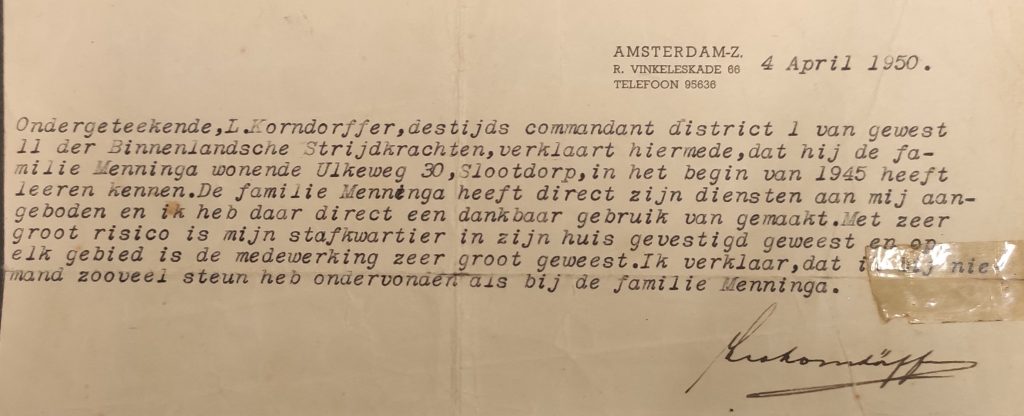 AMSTERDAM-Z.
R. VINKELESKADE 66
TELEFOON 95636
4 April 1950.
Ondergeteekende,L.Korndorffer,destijds commandant district 1 van gewest
11 der Binnenlandsche Strijdkrachten,verklaart hiermede,dat hij de fa-
milie Menninga wonende Ulkeweg 30,Slootdorp,in het begin van 1945 heeft
leeren kennen.De familie Menninga heeft direct zijn diensten aan mij aan-
geboden en ik heb daar direct een dankbaar gebruik van gemaakt.Met zeer
groot risico is mijn stafkwartier in zijn huis gevestigd geweest en op
elk gebied is de medewerking zeer groot geweest.Ik verklaar,dat ik bij nie-
mand zooveel steun heb ondervonden als bij de familie Menninga.